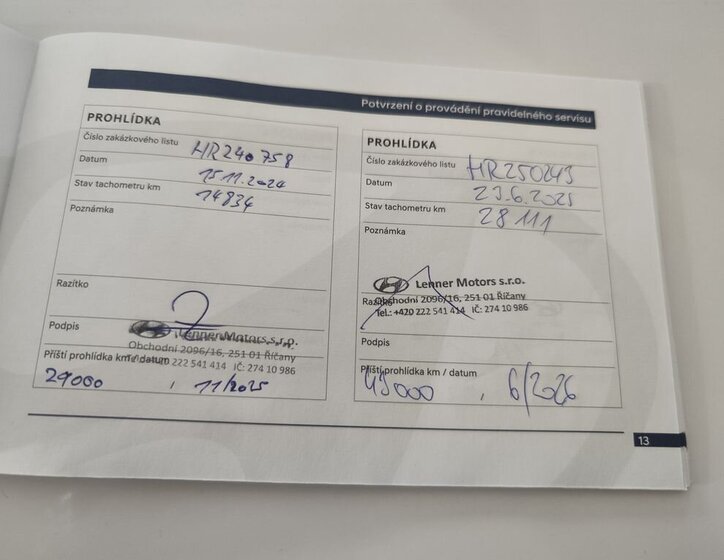 Potvrzení o provádění pravidelného servisu
PROHLÍDKA
Číslo zakázkového listu HR240758
Datum 15.11.2024
Stav tachometru km 14834
Poznámka
Razítko
Lenner Motors s.r.o.
Podpis
Obchodní 2096/16, 251 01 Říčany
Tel.: +420 222 541 414 IČ: 274 10 986
Příští prohlídka km / datum
29000 , 11/2025
PROHLÍDKA
Číslo zakázkového listu HR250243
Datum 23.6.2025
Stav tachometru km 28111
Poznámka
Lenner Motors s.r.o.
Razítko
Obchodní 2096/16, 251 01 Říčany
Tel.: +420 222 541 414 IČ: 274 10 986
Podpis
Příští prohlídka km / datum
43000 , 6/2026
13